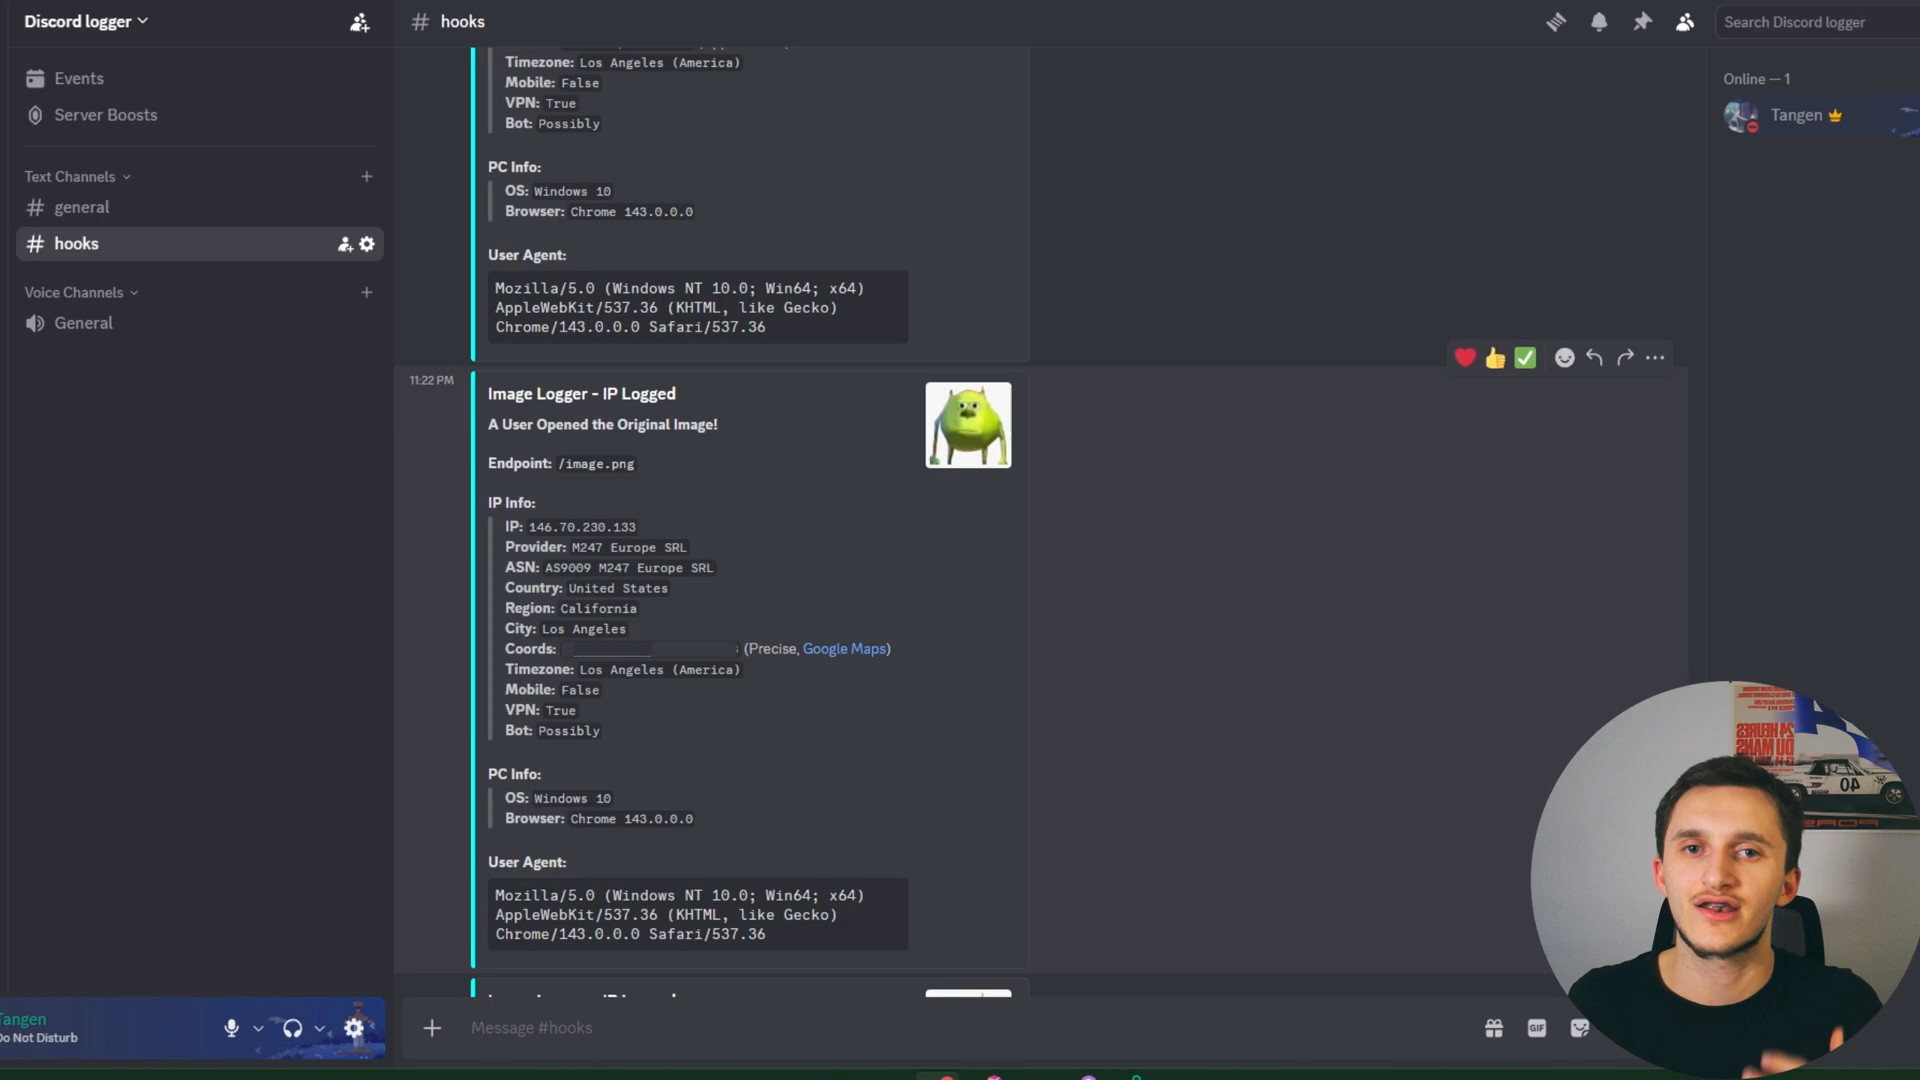 Discord logger
hooks
Search Discord logger
Events
Server Boosts
Text Channels
general
hooks
Voice Channels
General
Timezone: Los Angeles (America)
Mobile: False
VPN: True
Bot: Possibly
PC Info:
OS: Windows 10
Browser: Chrome 143.0.0.0
User Agent:
Mozilla/5.0 (Windows NT 10.0; Win64; x64)
AppleWebKit/537.36 (KHTML, like Gecko)
Chrome/143.0.0.0 Safari/537.36
11:22 PM
Image Logger - IP Logged
A User Opened the Original Image!
Endpoint: /image.png
IP Info:
IP: 146.70.230.133
Provider: M247 Europe SRL
ASN: AS9009 M247 Europe SRL
Country: United States
Region: California
City: Los Angeles
Coords: (Precise, Google Maps)
Timezone: Los Angeles (America)
Mobile: False
VPN: True
Bot: Possibly
PC Info:
OS: Windows 10
Browser: Chrome 143.0.0.0
User Agent:
Mozilla/5.0 (Windows NT 10.0; Win64; x64)
AppleWebKit/537.36 (KHTML, like Gecko)
Chrome/143.0.0.0 Safari/537.36
Message #hooks
GIF
Online — 1
Tangen
Tangen
Do Not Disturb
24 HEURES
DU MANS
40